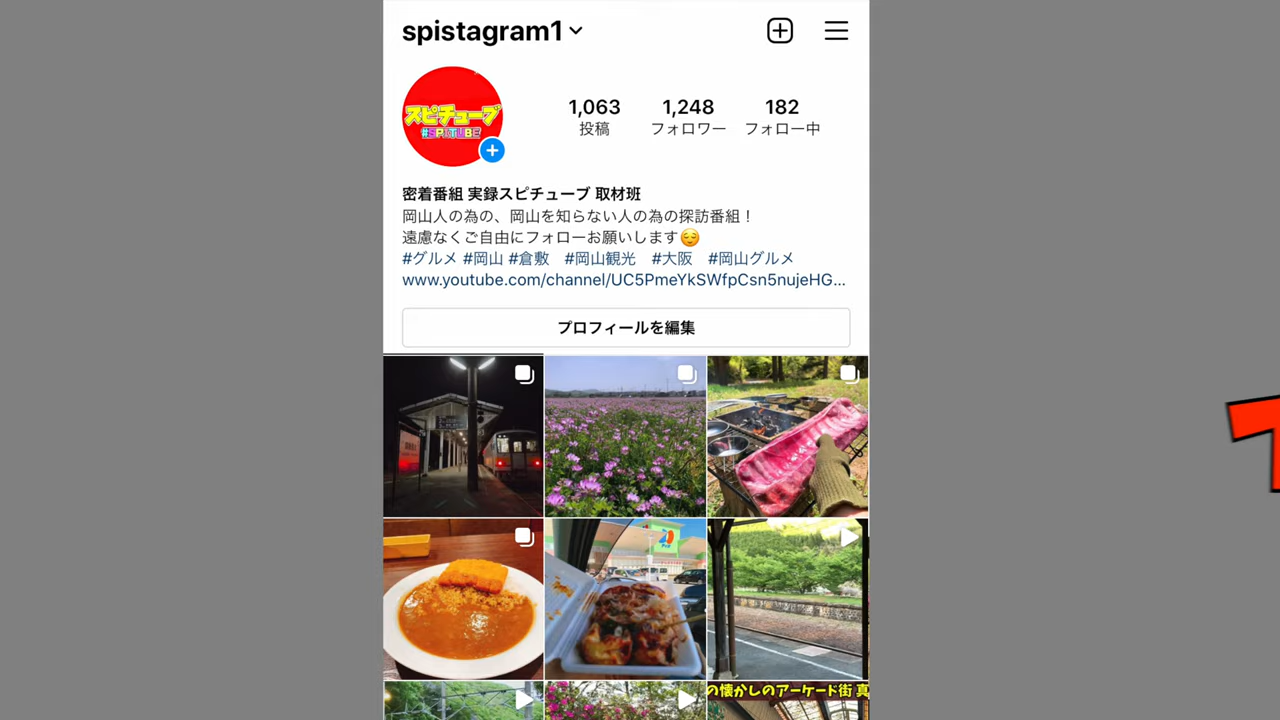 spistagram1
スピチューブ
#SPITUBE
1,063 1,248 182
投稿 フォロワー フォロー中
密着番組 実録スピチューブ 取材班
岡山人の為の、岡山を知らない人の為の探訪番組！
遠慮なくご自由にフォローお願いします😌
#グルメ #岡山 #倉敷 #岡山観光 #大阪 #岡山グルメ
www.youtube.com/channel/UC5PmeYkSWfpCsn5nujeHG...
プロフィールを編集
の懐かしのアーケード街 真